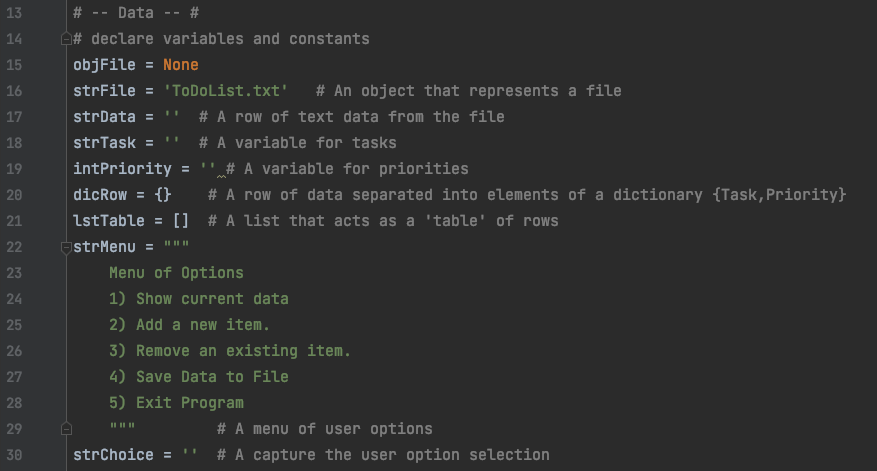 13 # -- Data -- #
14 # declare variables and constants
15 objFile = None
16 strFile = 'ToDoList.txt'   # An object that represents a file
17 strData = ''  # A row of text data from the file
18 strTask = ''  # A variable for tasks
19 intPriority = '' # A variable for priorities
20 dicRow = {}    # A row of data separated into elements of a dictionary {Task,Priority}
21 lstTable = []  # A list that acts as a 'table' of rows
22 strMenu = """
23     Menu of Options
24     1) Show current data
25     2) Add a new item.
26     3) Remove an existing item.
27     4) Save Data to File
28     5) Exit Program
29     """         # A menu of user options
30 strChoice = ''  # A capture the user option selection